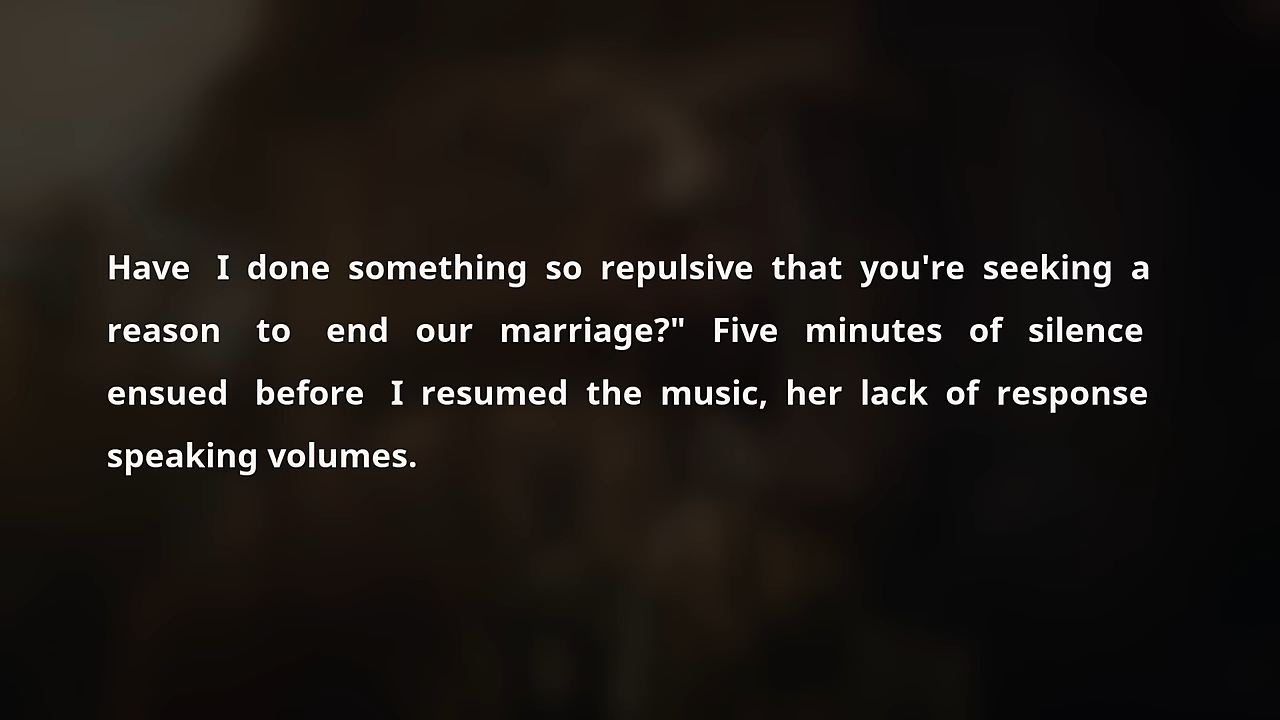 Have I done something so repulsive that you're seeking a
reason to end our marriage?" Five minutes of silence
ensued before I resumed the music, her lack of response
speaking volumes.